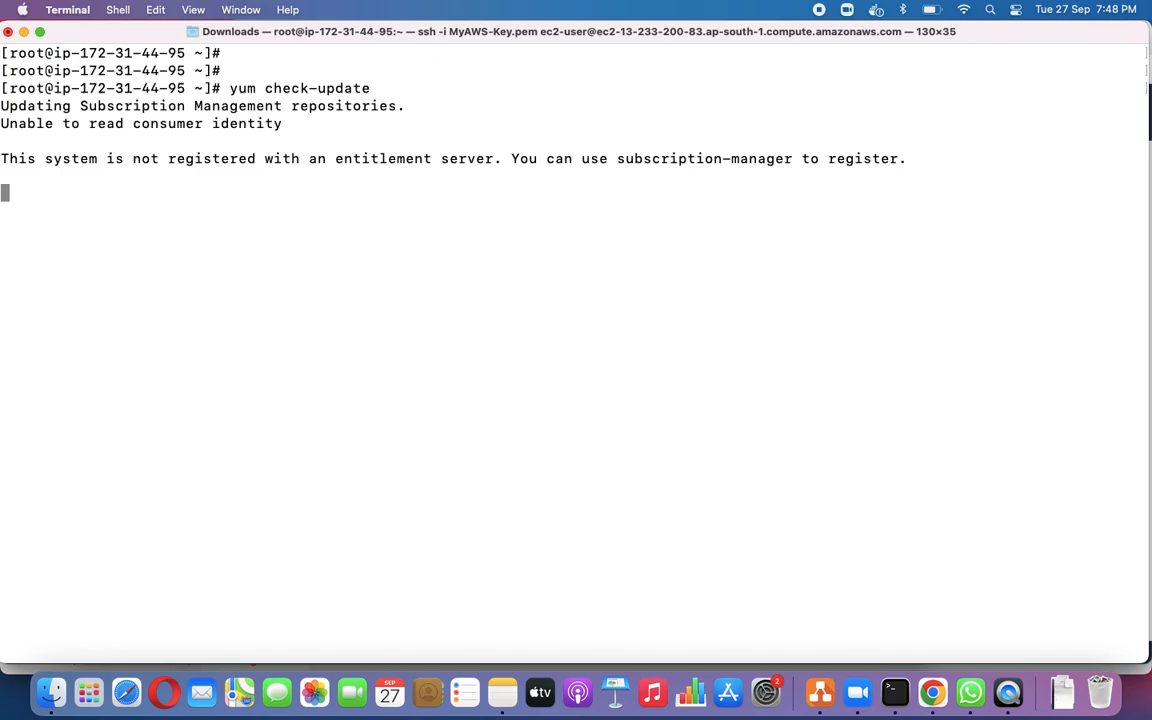 Terminal Shell Edit View Window Help Tue 27 Sep 7:48 PM
Downloads — root@ip-172-31-44-95:~ — ssh -i MyAWS-Key.pem ec2-user@ec2-13-233-200-83.ap-south-1.compute.amazonaws.com — 130×35
[root@ip-172-31-44-95 ~]#
[root@ip-172-31-44-95 ~]#
[root@ip-172-31-44-95 ~]# yum check-update
Updating Subscription Management repositories.
Unable to read consumer identity
This system is not registered with an entitlement server. You can use subscription-manager to register.
SEP
27
tv
2